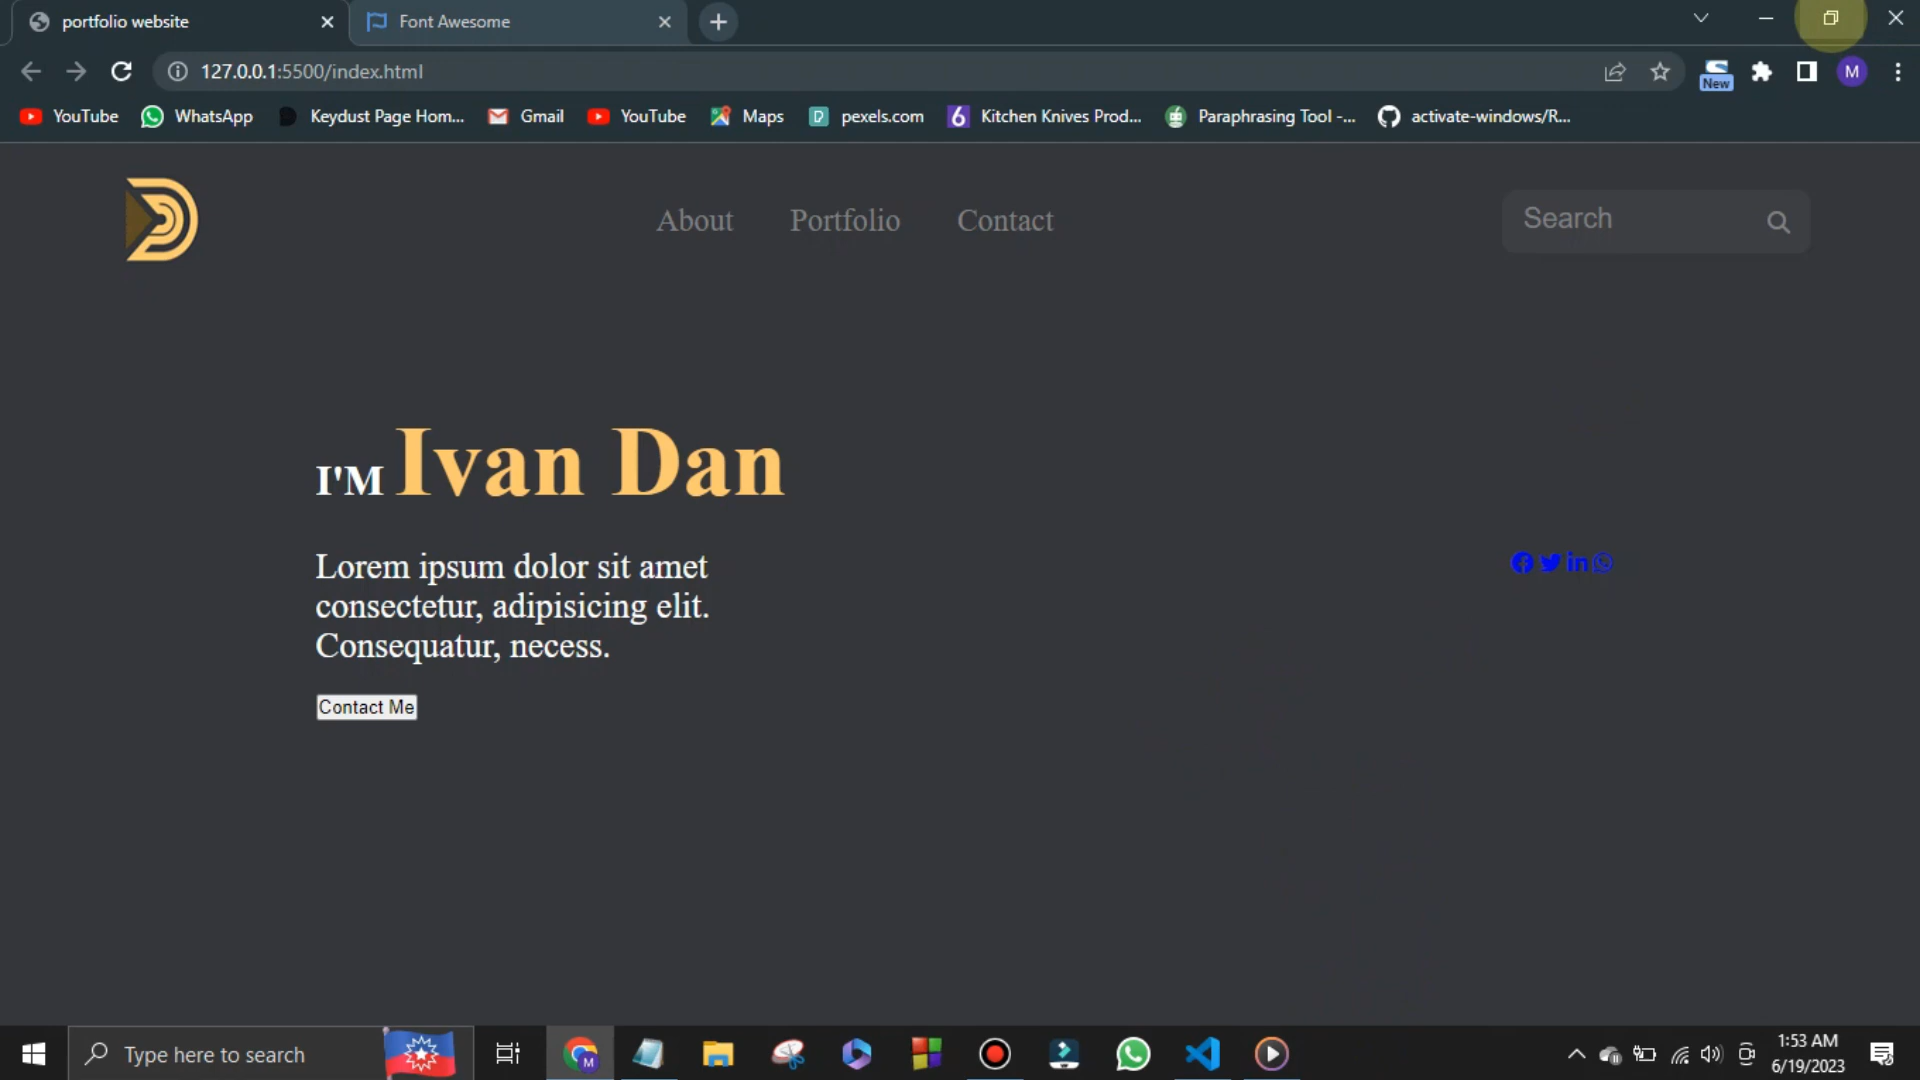 portfolio website
Font Awesome
127.0.0.1:5500/index.html
New
M
YouTube
WhatsApp
Keydust Page Hom...
Gmail
YouTube
Maps
pexels.com
Kitchen Knives Prod...
Paraphrasing Tool -...
activate-windows/R...
About
Portfolio
Contact
Search
I'M Ivan Dan
Lorem ipsum dolor sit amet
consectetur, adipisicing elit.
Consequatur, necess.
Contact Me
Type here to search
M
1:53 AM
6/19/2023